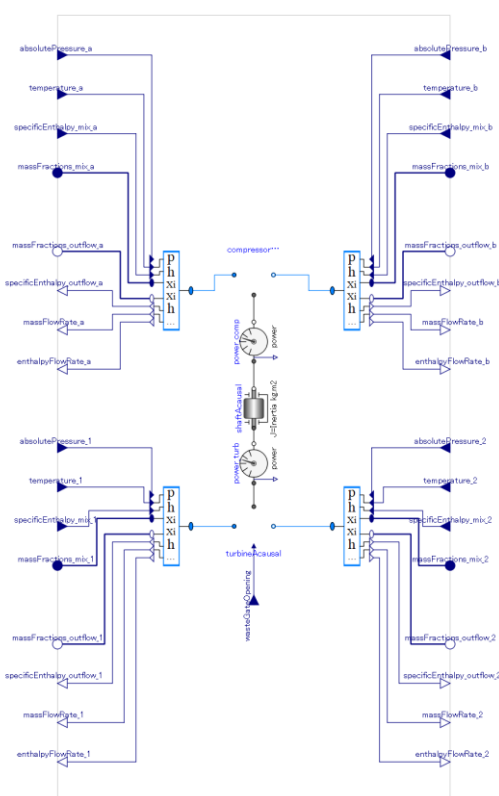 absolutePressure_a
absolutePressure_b
temperature_a
temperature_b
specificEnthalpy_mix_a
specificEnthalpy_mix_b
massFractions_mix_a
massFractions_mix_b
massFractions_outflow_a
massFractions_outflow_b
compressor...
p
h
Xi
Xi
h
...
p
h
Xi
Xi
h
...
specificEnthalpy_outflow_a
specificEnthalpy_outflow_b
massFlowRate_a
massFlowRate_b
enthalpyFlowRate_a
enthalpyFlowRate_b
power_comp
power
shaftAcausal
J=Inertia kg.m2
power_turb
power
absolutePressure_1
absolutePressure_2
temperature_1
temperature_2
specificEnthalpy_mix_1
specificEnthalpy_mix_2
p
h
Xi
Xi
h
...
p
h
Xi
Xi
h
...
massFractions_mix_1
massFractions_mix_2
turbineAcausal
wasteGateOpening
massFractions_outflow_1
massFractions_outflow_2
specificEnthalpy_outflow_1
specificEnthalpy_outflow_2
massFlowRate_1
massFlowRate_2
enthalpyFlowRate_1
enthalpyFlowRate_2